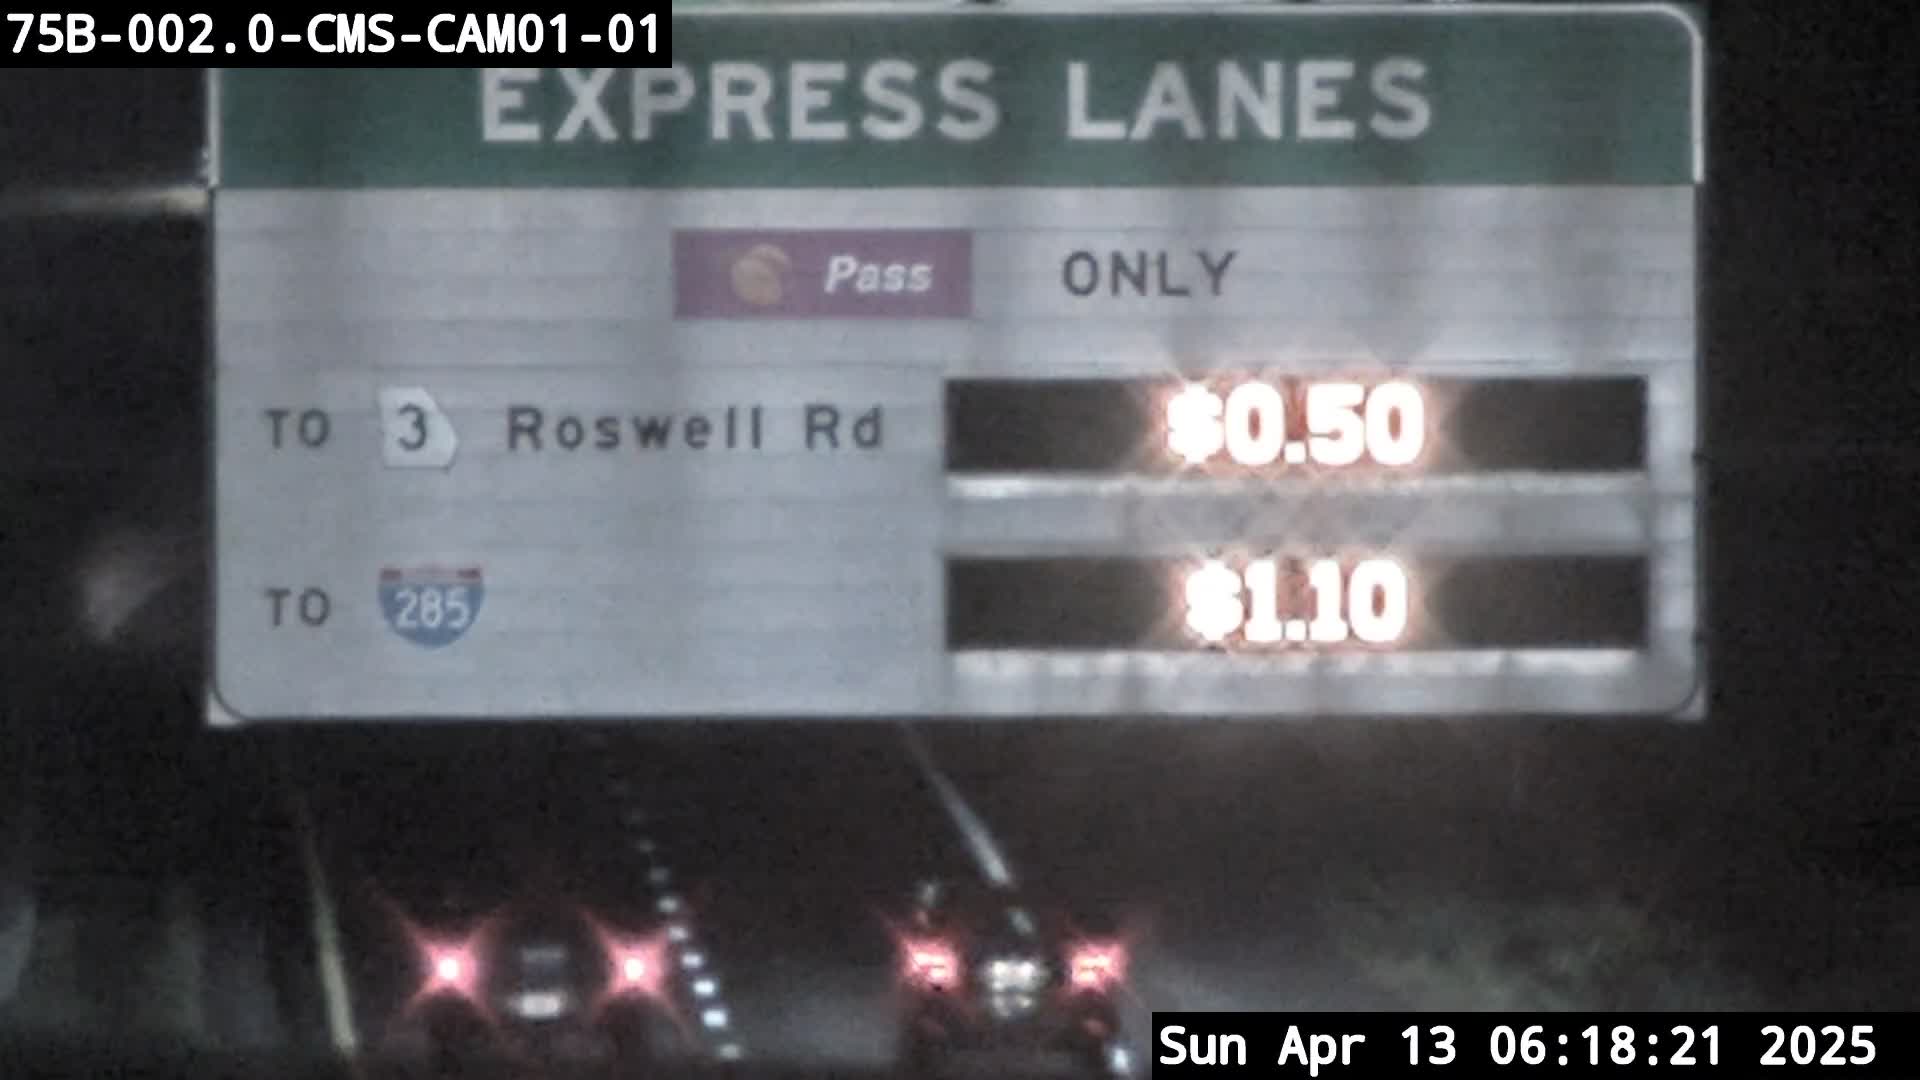 75B-002.0-CMS-CAM01-01
EXPRESS LANES
Pass ONLY
TO 3 Roswell Rd $0.50
TO 285 $1.10
Sun Apr 13 06:18:21 2025